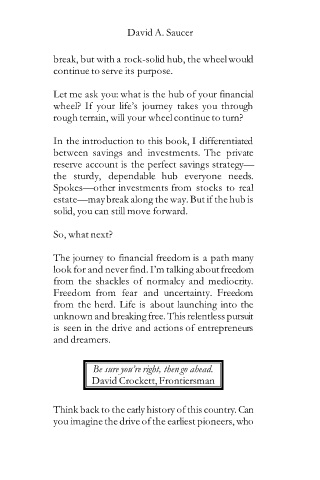 David A. Saucer
break, but with a rock-solid hub, the wheel would
continue to serve its purpose.
Let me ask you: what is the hub of your financial
wheel? If your life's journey takes you through
rough terrain, will your wheel continue to turn?
In the introduction to this book, I differentiated
between savings and investments. The private
reserve account is the perfect savings strategy—
the sturdy, dependable hub everyone needs.
Spokes—other investments from stocks to real
estate—may break along the way. But if the hub is
solid, you can still move forward.
So, what next?
The journey to financial freedom is a path many
look for and never find. I'm talking about freedom
from the shackles of normalcy and mediocrity.
Freedom from fear and uncertainty. Freedom
from the herd. Life is about launching into the
unknown and breaking free. This relentless pursuit
is seen in the drive and actions of entrepreneurs
and dreamers.
Be sure you're right, then go ahead.
David Crockett, Frontiersman
Think back to the early history of this country. Can
you imagine the drive of the earliest pioneers, who